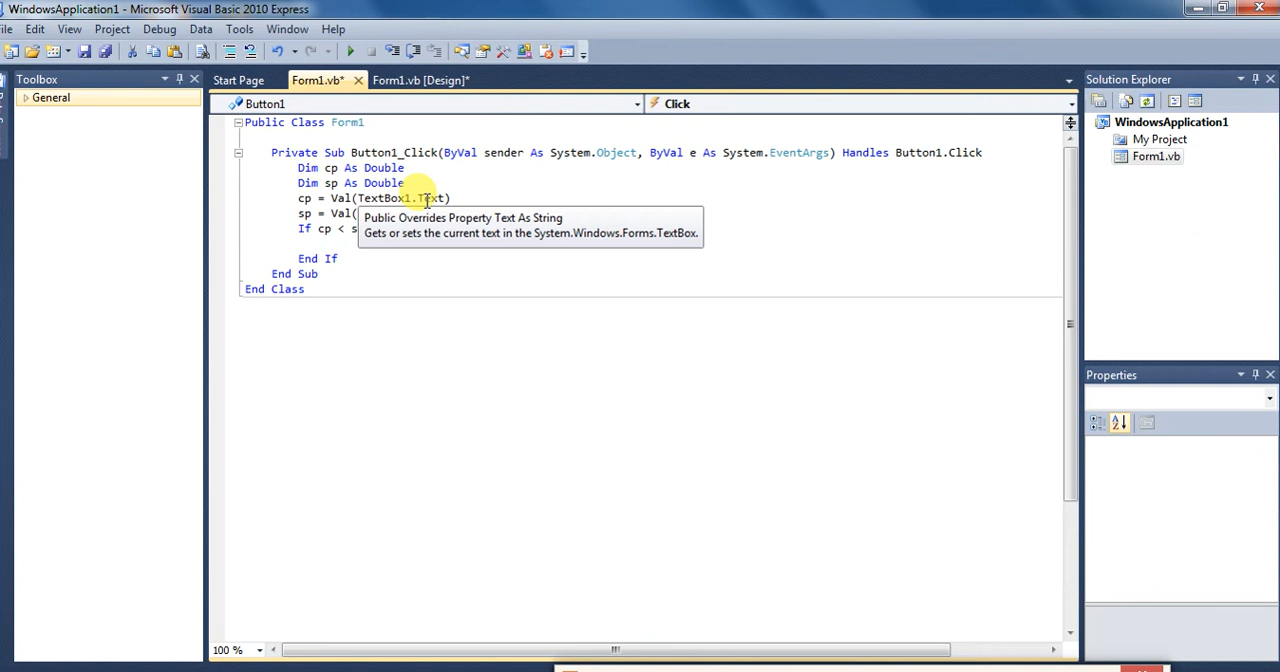 WindowsApplication1 - Microsoft Visual Basic 2010 Express
ile Edit View Project Debug Data Tools Window Help
Toolbox
General
Start Page Form1.vb* Form1.vb [Design]*
Button1 Click
Public Class Form1
Private Sub Button1_Click(ByVal sender As System.Object, ByVal e As System.EventArgs) Handles Button1.Click
Dim cp As Double
Dim sp As Double
cp = Val(TextBox1.Text)
sp = Val(
If cp < s
Public Overrides Property Text As String
Gets or sets the current text in the System.Windows.Forms.TextBox.
End If
End Sub
End Class
100 %
Solution Explorer
WindowsApplication1
My Project
Form1.vb
Properties